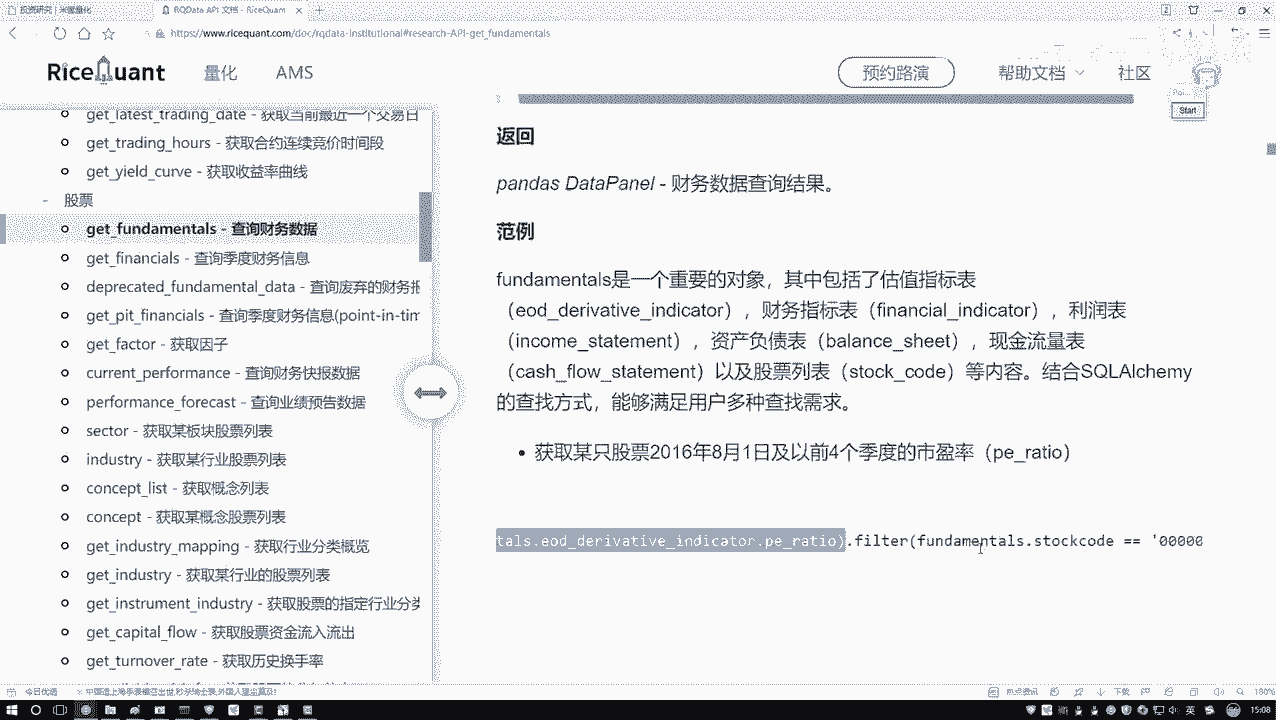 投资研究 | 米筐量化
RQData API 文档 - RiceQuan
https://www.ricequant.com/doc/rqdata-institutional#research-API-get_fundamentals
RiceQuant
量化
AMS
预约路演
帮助文档
社区
Start
get_latest_trading_date - 获取当前最近一个交易日
get_trading_hours - 获取合约连续竞价时间段
get_yield_curve - 获取收益率曲线
- 股票
get_fundamentals - 查询财务数据
get_financials - 查询季度财务信息
deprecated_fundamental_data - 查询废弃的财务报
get_pit_financials - 查询季度财务信息(point-in-tim
get_factor - 获取因子
current_performance - 查询财务快报数据
performance_forecast - 查询业绩预告数据
sector - 获取某板块股票列表
industry - 获取某行业股票列表
concept_list - 获取概念列表
concept - 获取某概念股票列表
get_industry_mapping - 获取行业分类概览
get_industry - 获取某行业的股票列表
get_instrument_industry - 获取股票的指定行业分类
get_capital_flow - 获取股票资金流入流出
get_turnover_rate - 获取历史换手率
返回
pandas DataPanel - 财务数据查询结果。
范例
fundamentals是一个重要的对象，其中包括了估值指标表
（eod_derivative_indicator），财务指标表（financial_indicator），利润表
（income_statement），资产负债表（balance_sheet），现金流量表
（cash_flow_statement）以及股票列表（stock_code）等内容。结合SQLAlchemy
的查找方式，能够满足用户多种查找需求。
获取某只股票2016年8月1日及以前4个季度的市盈率（pe_ratio）
tals.eod_derivative_indicator.pe_ratio).filter(fundamentals.stockcode == '00000
今日优选
热点资讯
下载
180%
英
15:08